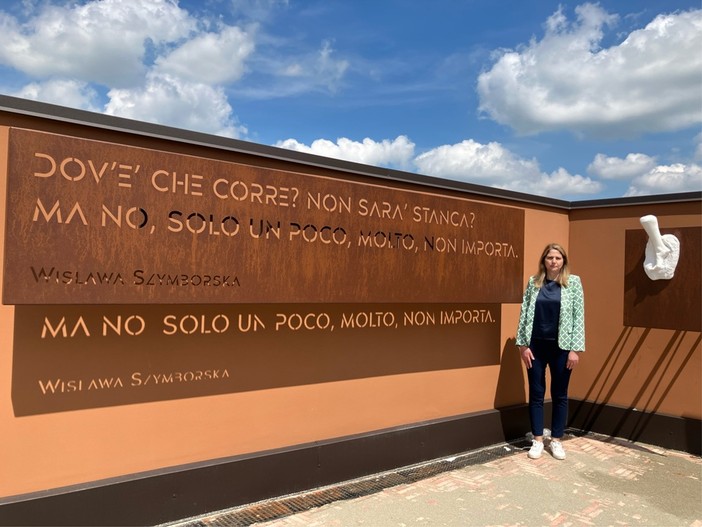 DOV'E' CHE CORRE? NON SARA' STANCA?
MA NO, SOLO UN POCO, MOLTO, NON IMPORTA.
WISLAWA SZYMBORSKA
MA NO SOLO UN POCO, MOLTO, NON IMPORTA.
WISLAWA SZYMBORSKA